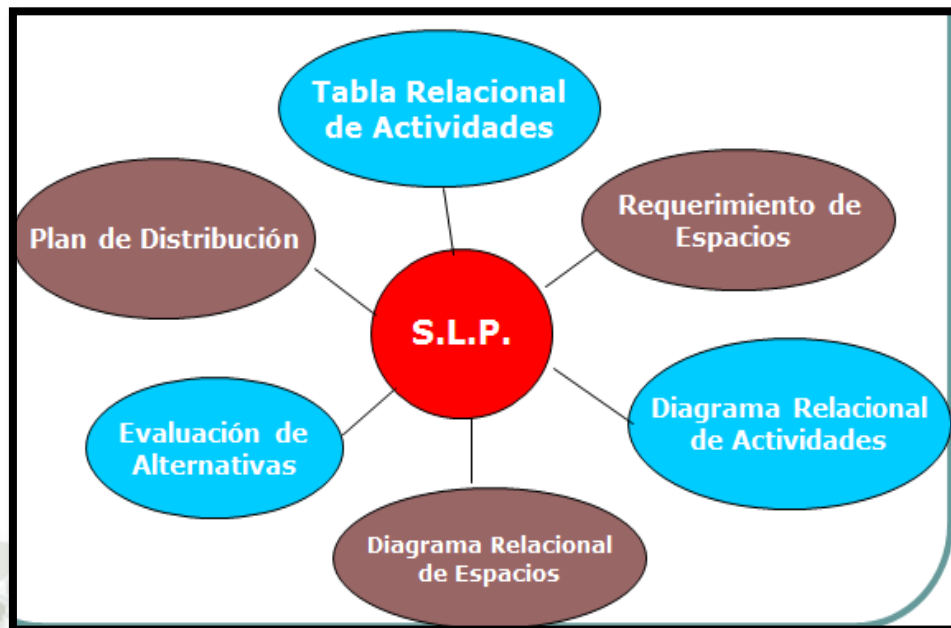 Tabla Relacional
de Actividades
Requerimiento de
Espacios
Plan de Distribución
S.L.P.
Diagrama Relacional
de Actividades
Evaluación de
Alternativas
Diagrama Relacional
de Espacios